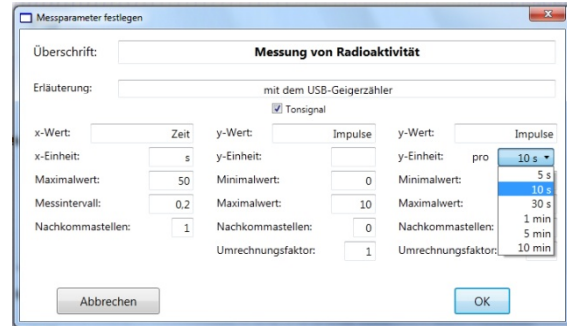 Messparameter festlegen
Überschrift: Messung von Radioaktivität
Erläuterung: mit dem USB-Geigerzähler
Tonsignal
x-Wert: Zeit y-Wert: Impulse y-Wert: Impulse
x-Einheit: s y-Einheit: y-Einheit: pro 10 s
Maximalwert: 50 Minimalwert: 0 Minimalwert: 5 s
10 s
Messintervall: 0,2 Maximalwert: 10 Maximalwert: 30 s
1 min
Nachkommastellen: 1 Nachkommastellen: 0 Nachkommastellen: 5 min
Umrechnungsfaktor: 1 Umrechnungsfaktor: 10 min
Abbrechen OK